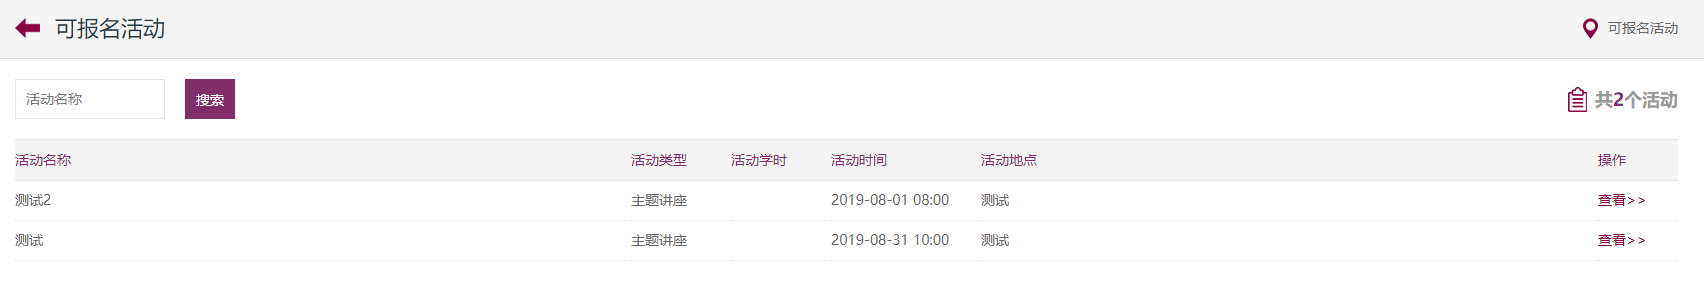 可报名活动 可报名活动
活动名称 搜索 共2个活动
活动名称 活动类型 活动学时 活动时间 活动地点 操作
测试2 主题讲座 2019-08-01 08:00 测试 查看>>
测试 主题讲座 2019-08-31 10:00 测试 查看>>